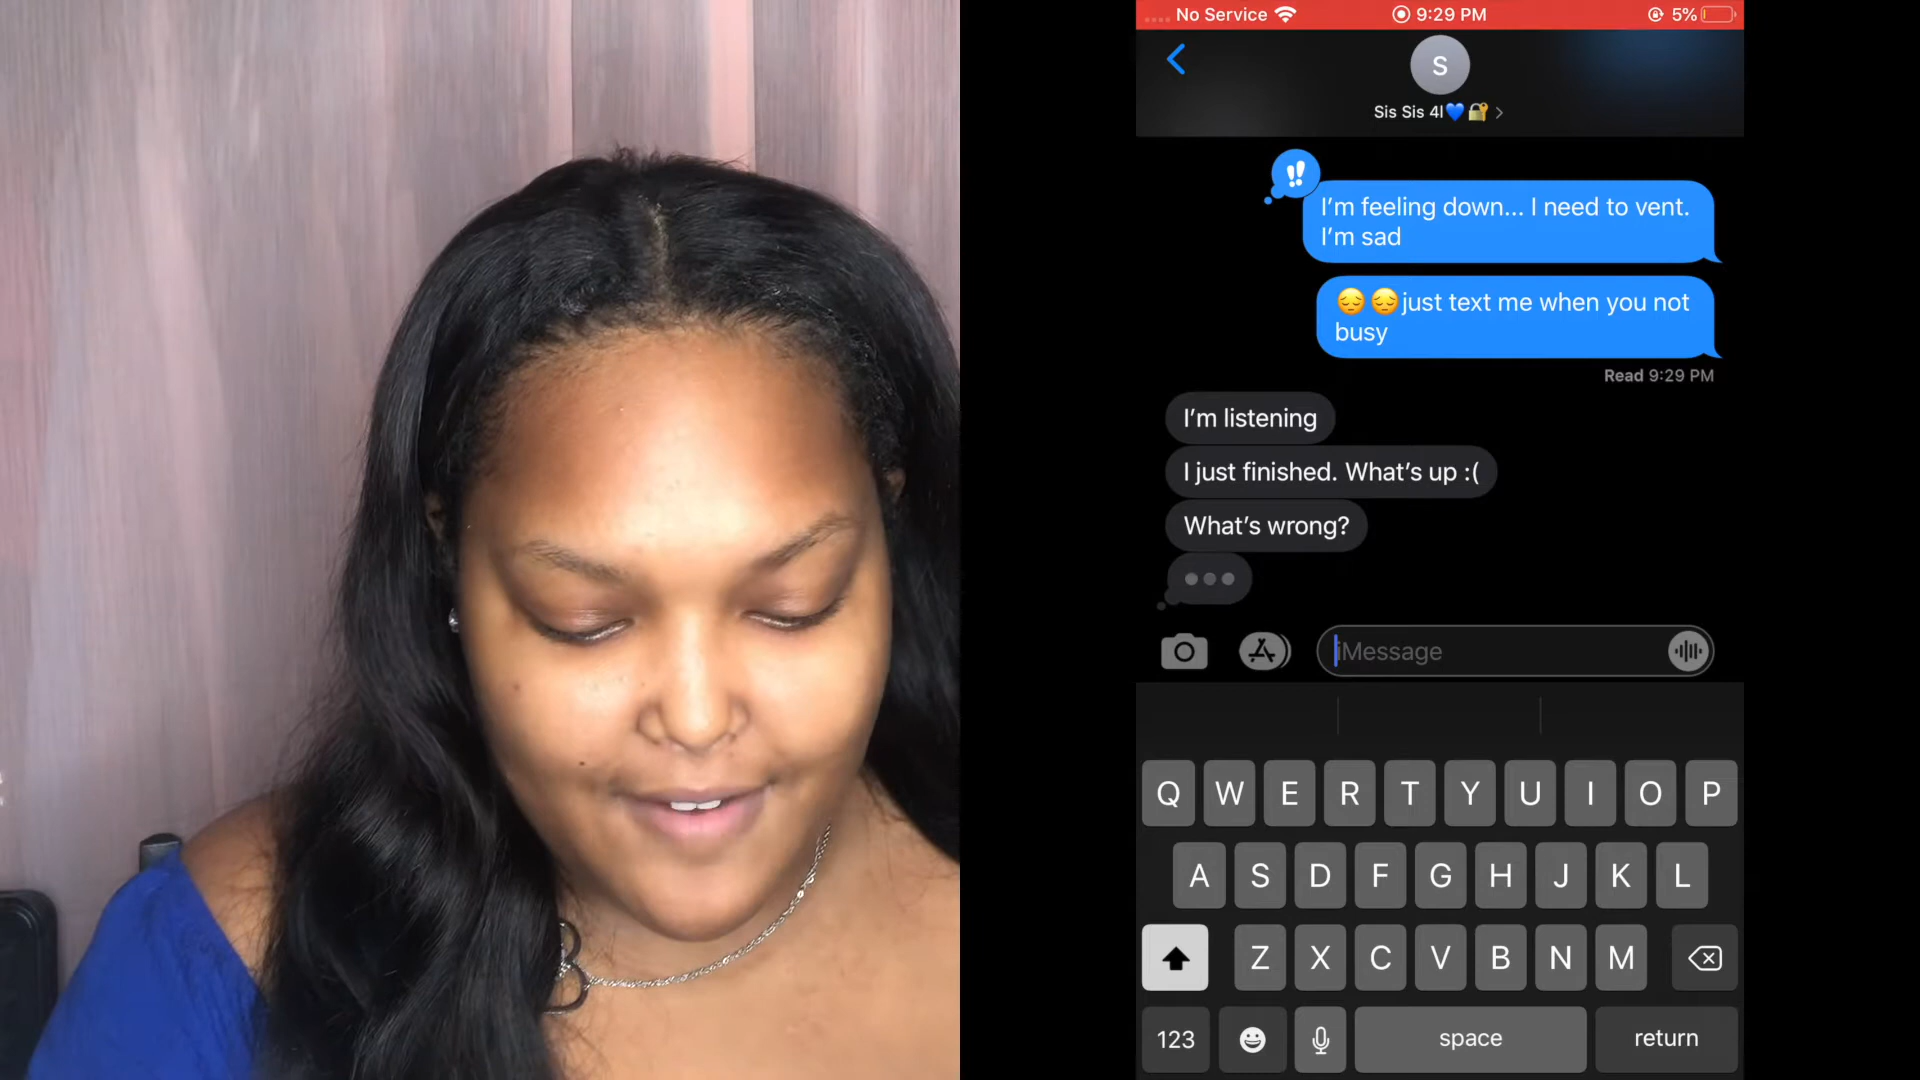 No Service 9:29 PM 5%
S
Sis Sis 4l💙🔐 >
‼
I’m feeling down... I need to vent.
I’m sad
😔😔just text me when you not
busy
Read 9:29 PM
I’m listening
I just finished. What’s up :(
What’s wrong?
iMessage
Q W E R T Y U I O P
A S D F G H J K L
Z X C V B N M
123 space return